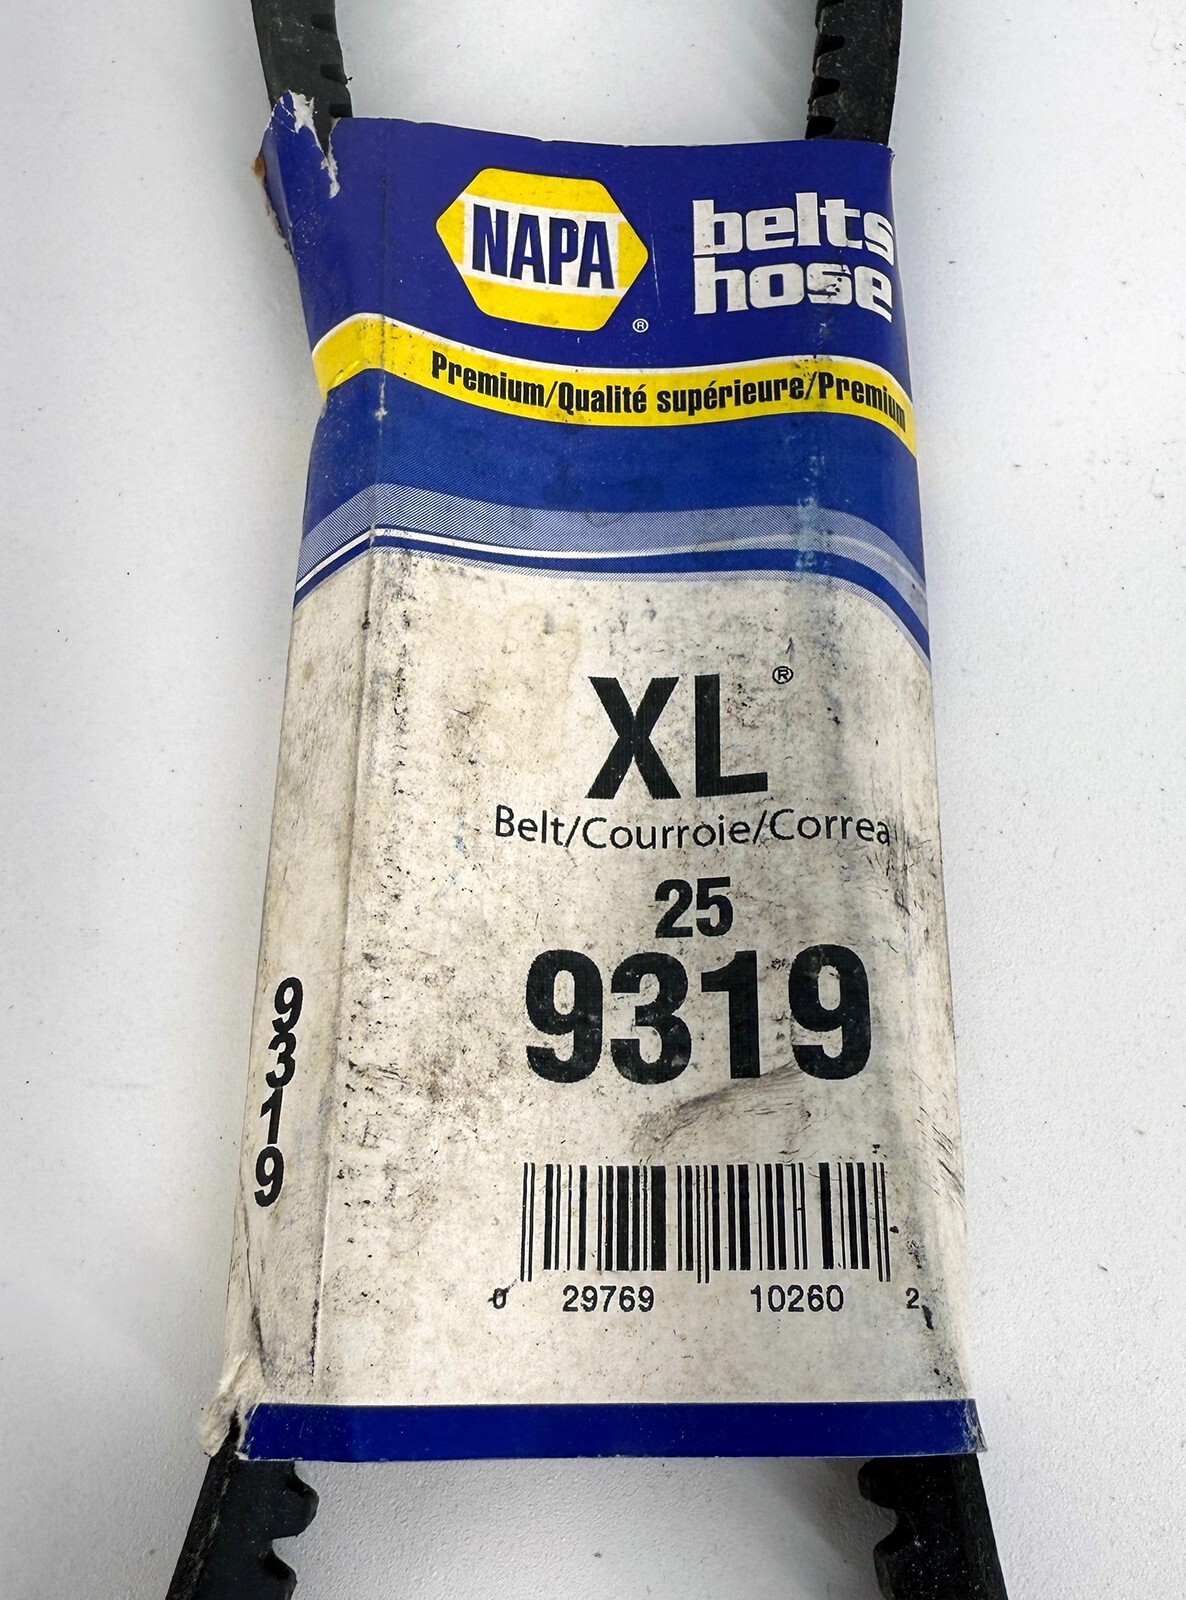 NAPA®
belts
hose
Premium/Qualité supérieure/Premium
XL®
Belt/Courroie/Correa
25
9319
9319
0 29769 10260 2